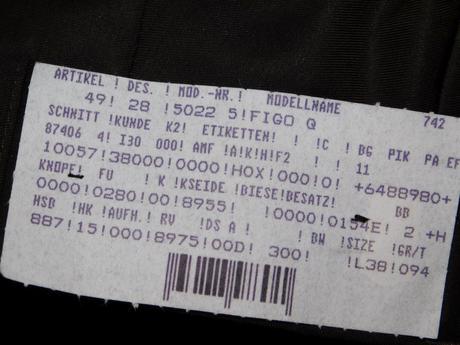 ARTIKEL ! DES. ! MOD.-NR.! MODELLNAME 742
49! 28 !5022 5!FIGO Q
SCHNITT !KUNDE K2! ETIKETTEN! ! !C ! BG PIK PA EF
87406 4! I30 000! AMF !A!K!H!F2 ! ! 11
10057!38000!0000!HOX!000!0! +6488980+
KNOPF! FU ! K !KSEIDE !BIESE!BESATZ! BB
0000!0280!00!8955! !0000!0154E! 2 +H
HSB !HK !AUFH.! RV !DS A ! ! BW !SIZE !GR/T
887!15!000!8975!00D! 300! !L38!094